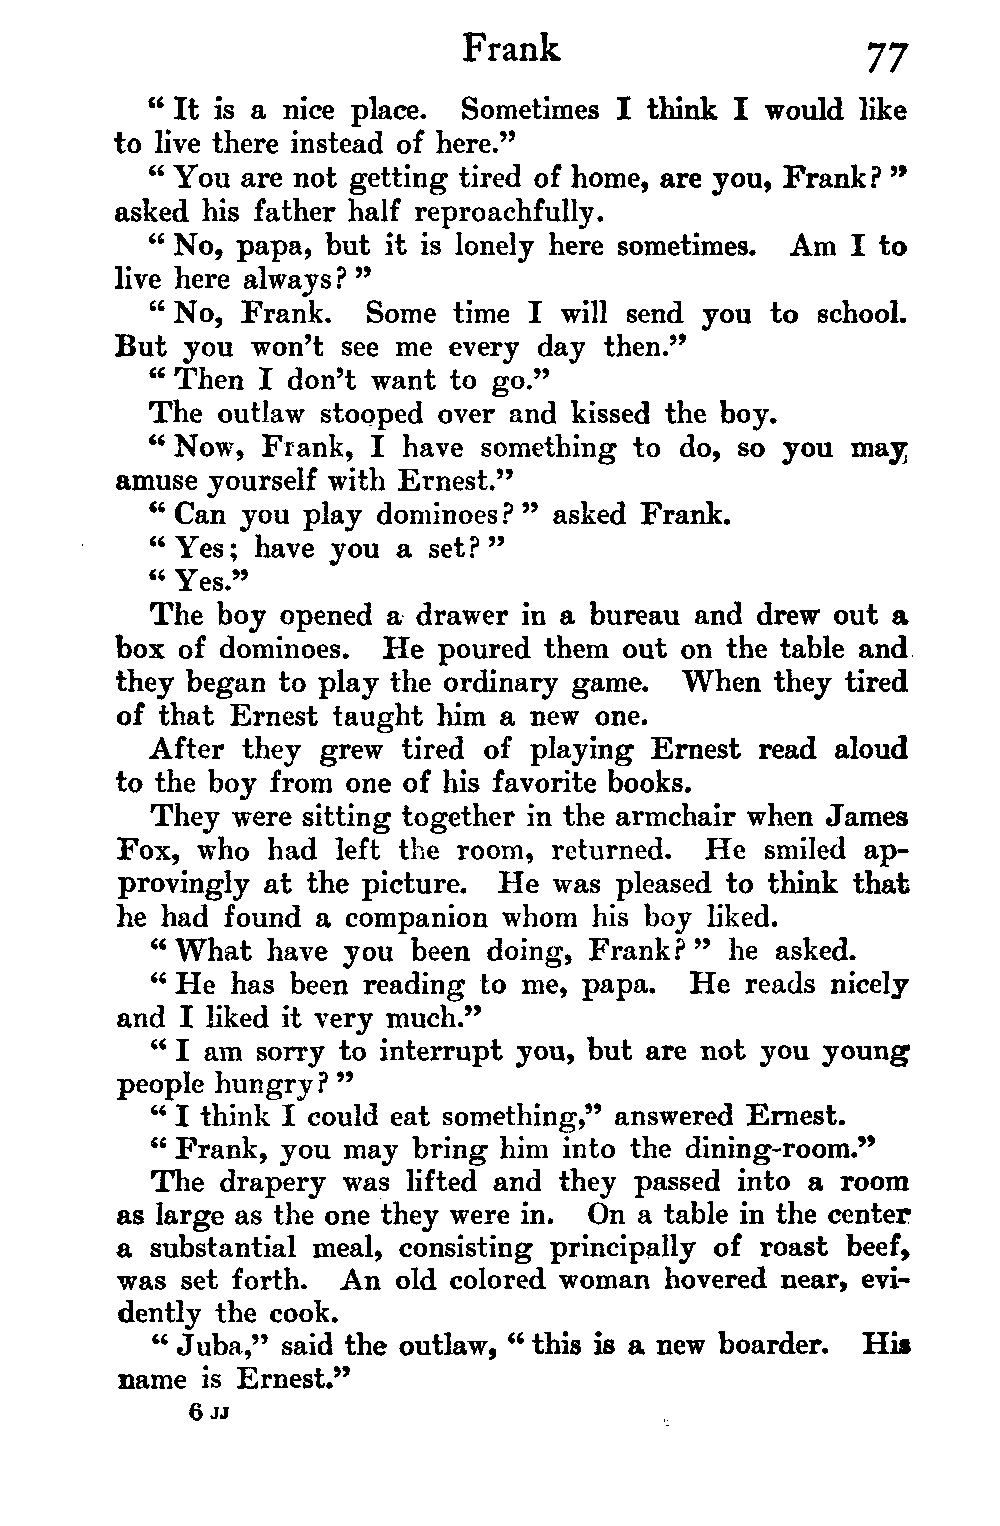 Frank 77
“ It is a nice place. Sometimes I think I would like
to live there instead of here.”
“ You are not getting tired of home, are you, Frank? ”
asked his father half reproachfully.
“ No, papa, but it is lonely here sometimes. Am I to
live here always? ”
“ No, Frank. Some time I will send you to school.
But you won’t see me every day then.”
“ Then I don’t want to go.”
The outlaw stooped over and kissed the boy.
“ Now, Frank, I have something to do, so you may
amuse yourself with Ernest.”
“ Can you play dominoes? ” asked Frank.
“ Yes; have you a set? ”
“ Yes.”
The boy opened a drawer in a bureau and drew out a
box of dominoes. He poured them out on the table and
they began to play the ordinary game. When they tired
of that Ernest taught him a new one.
After they grew tired of playing Ernest read aloud
to the boy from one of his favorite books.
They were sitting together in the armchair when James
Fox, who had left the room, returned. He smiled ap-
provingly at the picture. He was pleased to think that
he had found a companion whom his boy liked.
“ What have you been doing, Frank? ” he asked.
“ He has been reading to me, papa. He reads nicely
and I liked it very much.”
“ I am sorry to interrupt you, but are not you young
people hungry? ”
“ I think I could eat something,” answered Ernest.
“ Frank, you may bring him into the dining-room.”
The drapery was lifted and they passed into a room
as large as the one they were in. On a table in the center
a substantial meal, consisting principally of roast beef,
was set forth. An old colored woman hovered near, evi-
dently the cook.
“ Juba,” said the outlaw, “ this is a new boarder. His
name is Ernest.”
6 JJ